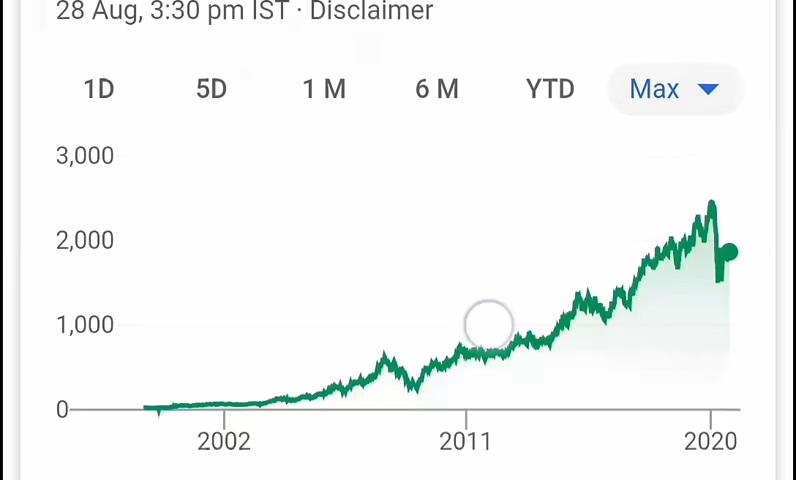 28 Aug, 3:30 pm IST · Disclaimer
1D 5D 1 M 6 M YTD Max
3,000
2,000
1,000
0
2002 2011 2020